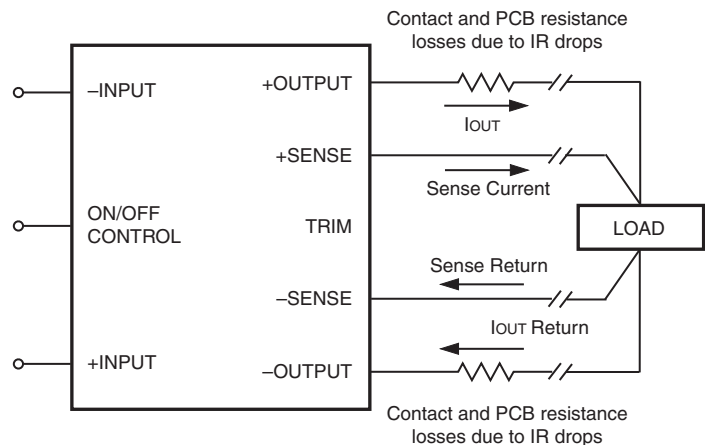 Contact and PCB resistance
losses due to IR drops
–INPUT
+OUTPUT
IOUT
+SENSE
Sense Current
ON/OFF
CONTROL
TRIM
LOAD
Sense Return
–SENSE
IOUT Return
+INPUT
–OUTPUT
Contact and PCB resistance
losses due to IR drops